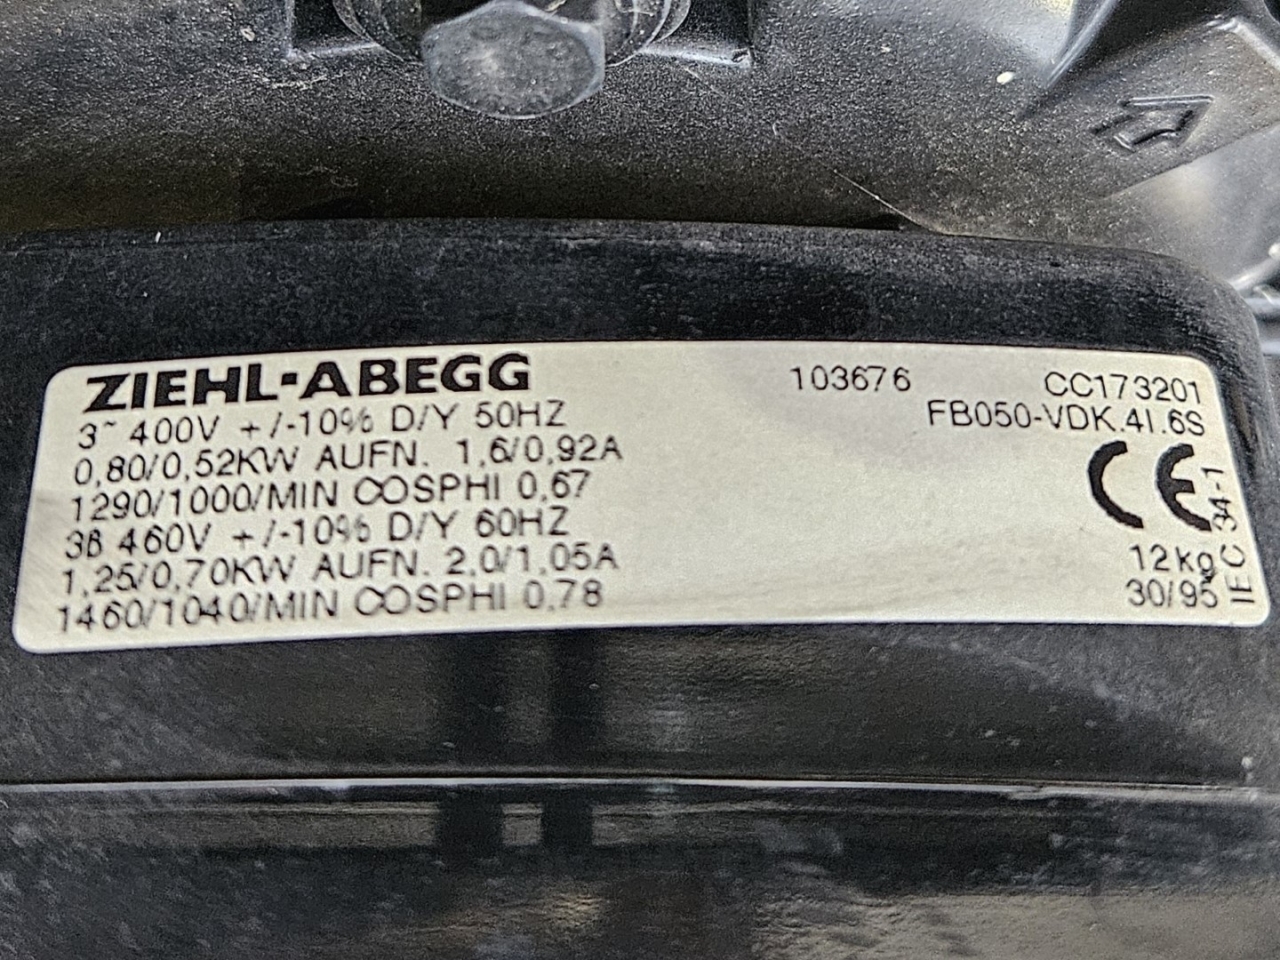 ZIEHL-ABEGG
103676
CC173201
3~ 400V +/-10% D/Y 50HZ
FB050-VDK.4I.6S
0,80/0,52KW AUFN. 1,6/0,92A
1290/1000/MIN COSPHI 0,67
3ß 460V +/-10% D/Y 60HZ
1,25/0,70KW AUFN. 2,0/1,05A
1460/1040/MIN COSPHI 0,78
CE
12kg
30/95
IEC 34-1